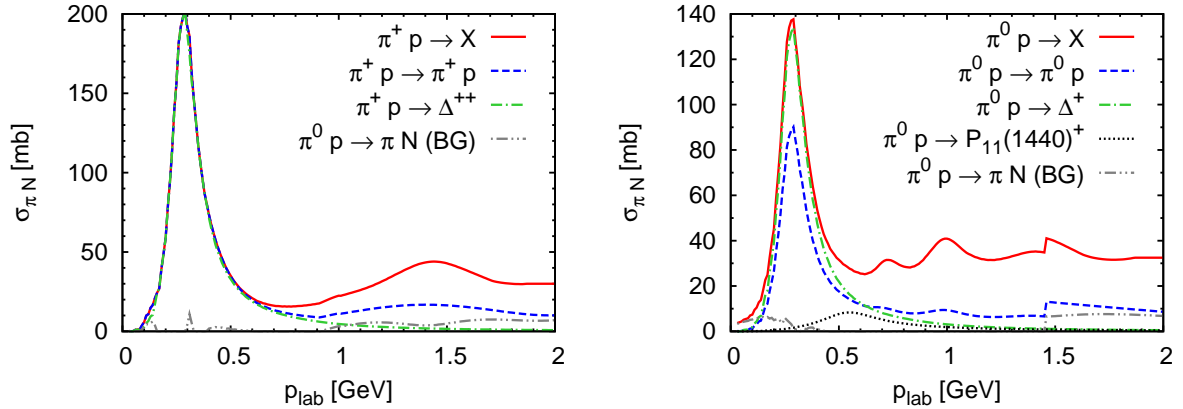 200
150
100
50
0
0
0.5
1
1.5
2
σπ N [mb]
plab [GeV]
π+ p → X
π+ p → π+ p
π+ p → Δ++
π0 p → π N (BG)
140
120
100
80
60
40
20
0
0
0.5
1
1.5
2
σπ N [mb]
plab [GeV]
π0 p → X
π0 p → π0 p
π0 p → Δ+
π0 p → P11(1440)+
π0 p → π N (BG)